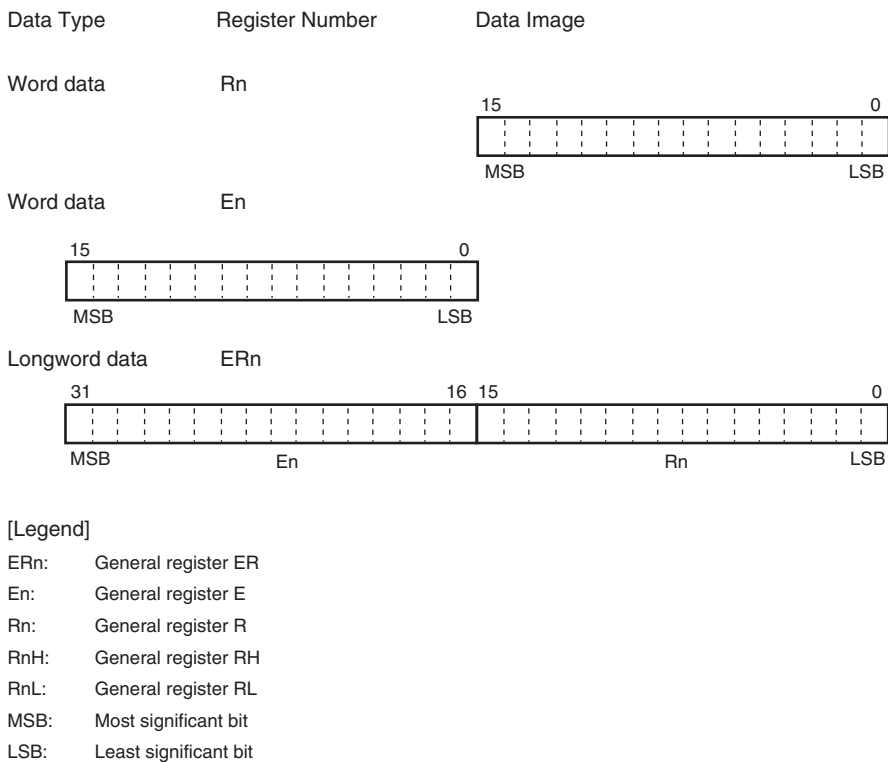 Data Type Register Number Data Image
Word data Rn
15 0
MSB LSB
Word data En
15 0
MSB LSB
Longword data ERn
31 16 15 0
MSB En Rn LSB
[Legend]
ERn: General register ER
En: General register E
Rn: General register R
RnH: General register RH
RnL: General register RL
MSB: Most significant bit
LSB: Least significant bit